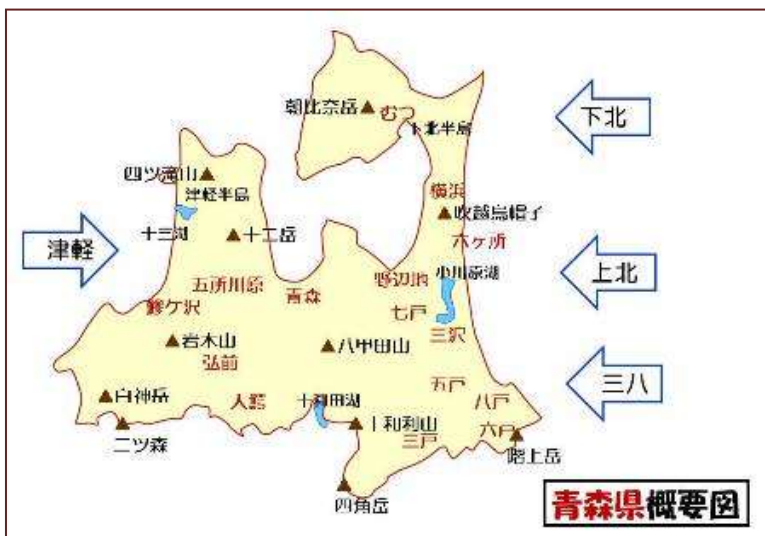 朝比奈岳
むつ
下北
下北半島
四ツ滝山
津軽半島
横浜
吹越烏帽子
津軽
十三湖
十二岳
六ヶ所
五所川原
青森
野辺地
小川原湖
上北
鰺ケ沢
七戸
三沢
岩木山
八甲田山
弘前
五戸
三八
白神岳
大鰐
十和田湖
八戸
二ツ森
十和利山
三戸
六戸
階上岳
四角岳
青森県概要図